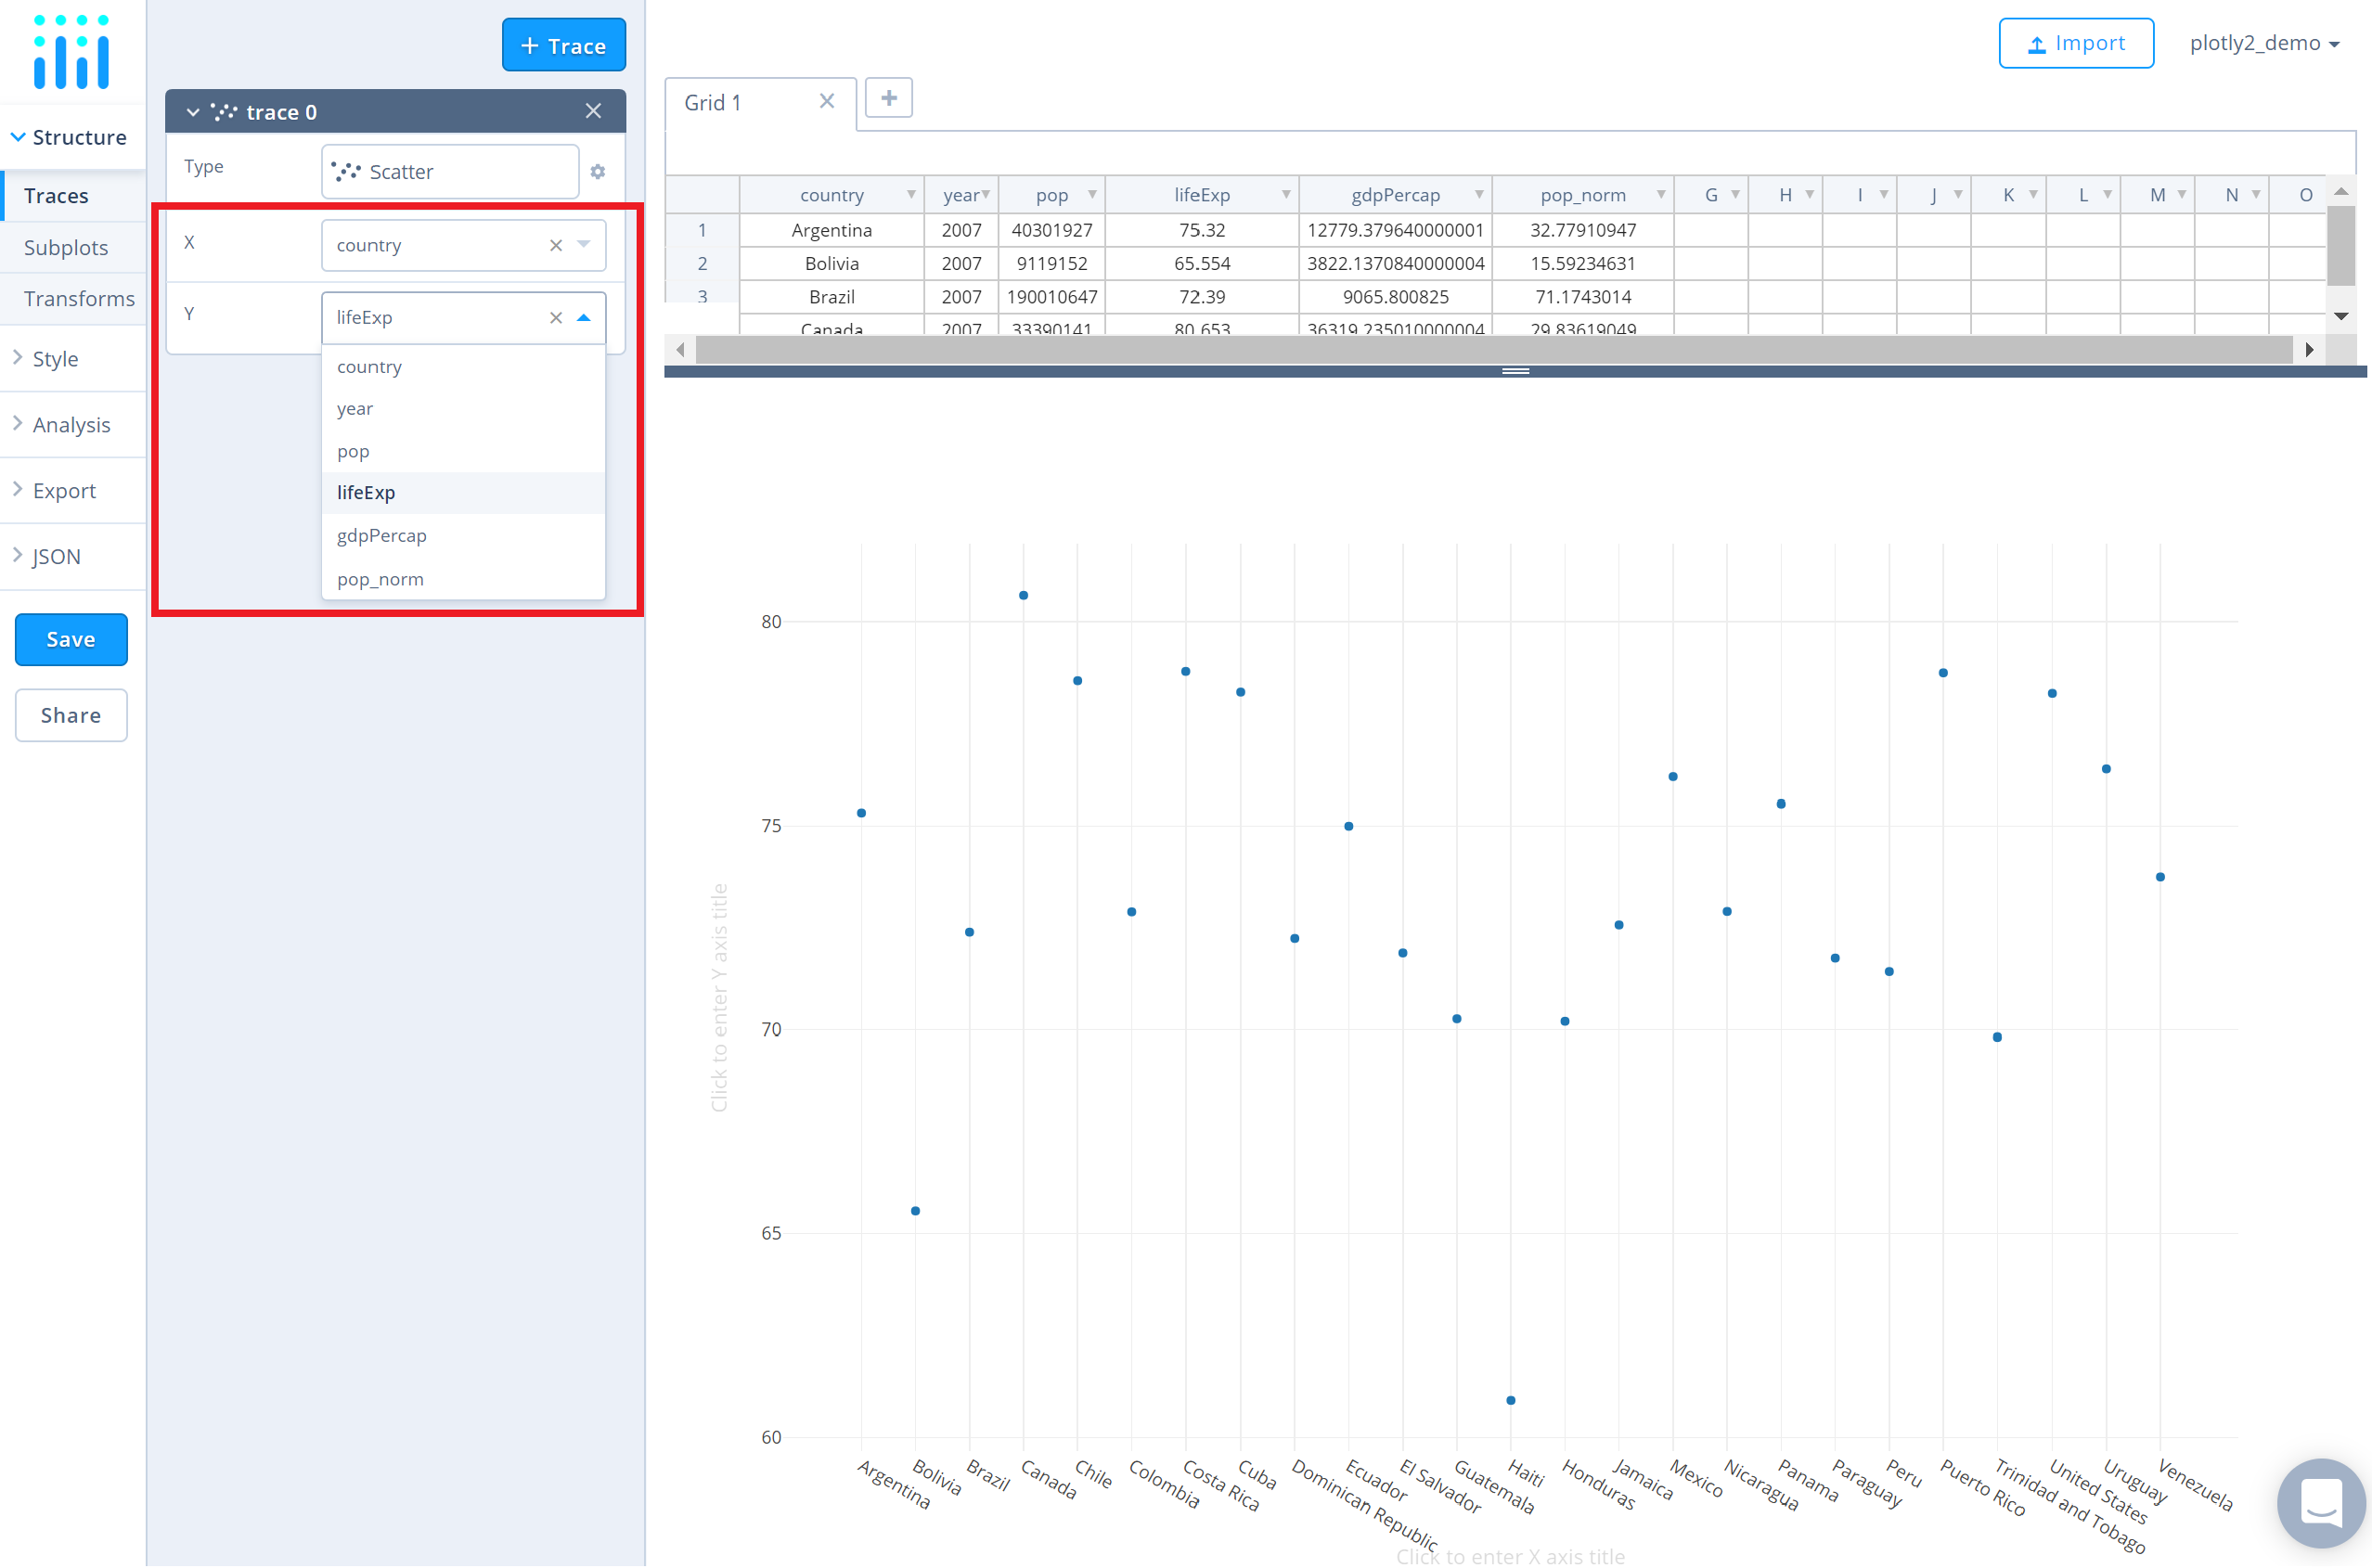 + Trace
Import
plotly2_demo
Structure
Traces
Subplots
Transforms
Style
Analysis
Export
JSON
Save
Share
trace 0
Type
Scatter
X
country
Y
lifeExp
country
year
pop
lifeExp
gdpPercap
pop_norm
Grid 1
+
country year pop lifeExp gdpPercap pop_norm G H I J K L M N O
1 Argentina 2007 40301927 75.32 12779.379640000001 32.77910947
2 Bolivia 2007 9119152 65.554 3822.1370840000004 15.59234631
3 Brazil 2007 190010647 72.39 9065.800825 71.1743014
Canada 2007 33390141 80.653 36319.235010000004 29.83619049
80
75
70
65
60
Click to enter Y axis title
Argentina
Bolivia
Brazil
Canada
Chile
Colombia
Costa Rica
Cuba
Dominican Republic
Ecuador
El Salvador
Guatemala
Haiti
Honduras
Jamaica
Mexico
Nicaragua
Panama
Paraguay
Peru
Puerto Rico
Trinidad and Tobago
United States
Uruguay
Venezuela
Click to enter X axis title